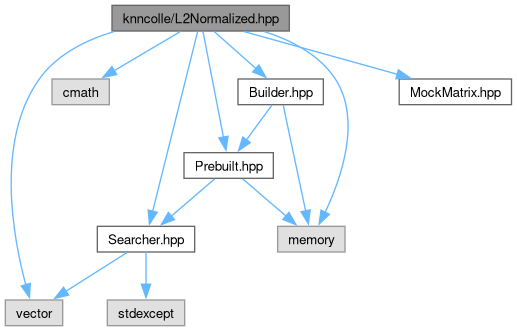 knncolle/L2Normalized.hpp
cmath
Builder.hpp
MockMatrix.hpp
Prebuilt.hpp
Searcher.hpp
memory
vector
stdexcept